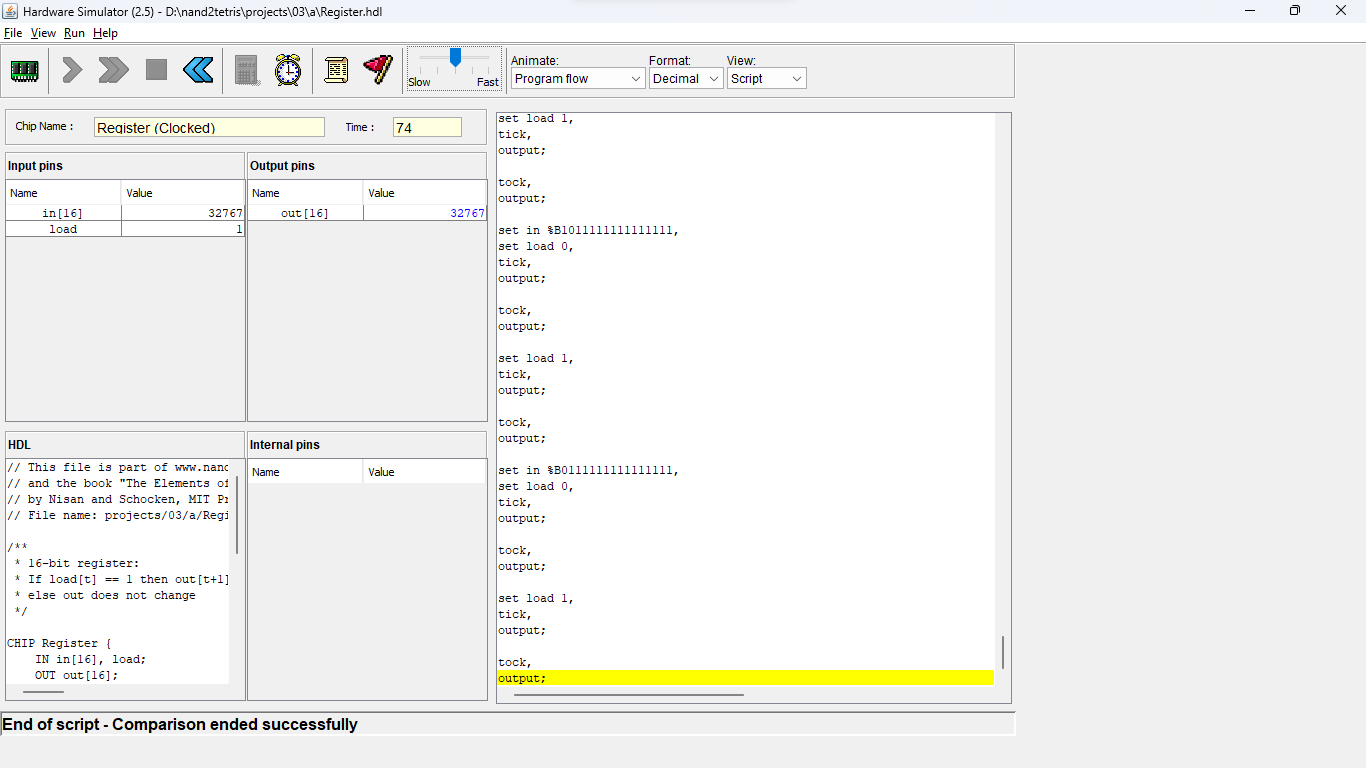 Hardware Simulator (2.5) - D:\nand2tetris\projects\03\a\Register.hdl
File View Run Help
Slow Fast
Animate: Format: View:
Program flow Decimal Script
Chip Name : Register (Clocked) Time : 74
Input pins
Name Value
in[16] 32767
load 1
Output pins
Name Value
out[16] 32767
HDL
// This file is part of www.nand
// and the book "The Elements of
// by Nisan and Schocken, MIT Pr
// File name: projects/03/a/Regi
/**
* 16-bit register:
* If load[t] == 1 then out[t+1]
* else out does not change
*/
CHIP Register {
IN in[16], load;
OUT out[16];
Internal pins
Name Value
set load 1,
tick,
output;
tock,
output;
set in %B1011111111111111,
set load 0,
tick,
output;
tock,
output;
set load 1,
tick,
output;
tock,
output;
set in %B0111111111111111,
set load 0,
tick,
output;
tock,
output;
set load 1,
tick,
output;
tock,
output;
End of script - Comparison ended successfully